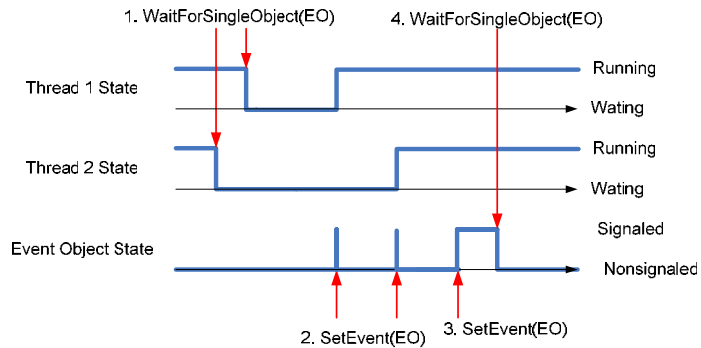 1. WaitForSingleObject(EO)
4. WaitForSingleObject(EO)
Thread 1 State
Running
Wating
Thread 2 State
Running
Wating
Event Object State
Signaled
Nonsignaled
2. SetEvent(EO)
3. SetEvent(EO)